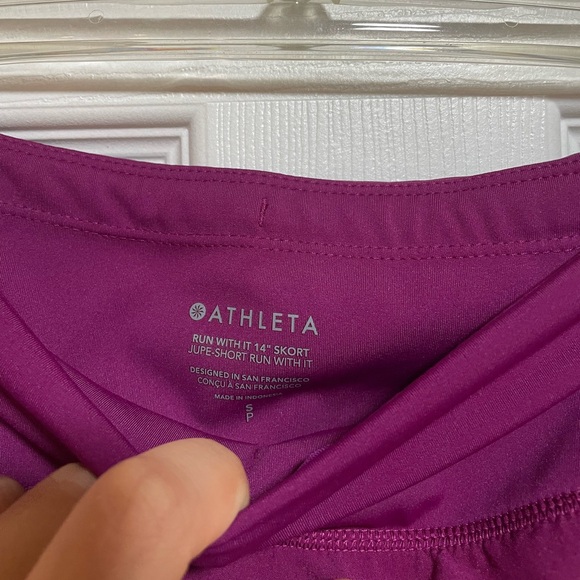 ATHLETA
RUN WITH IT 14" SKORT
JUPE-SHORT RUN WITH IT
DESIGNED IN SAN FRANCISCO
CONÇU À SAN FRANCISCO
MADE IN INDONESIA
S
P